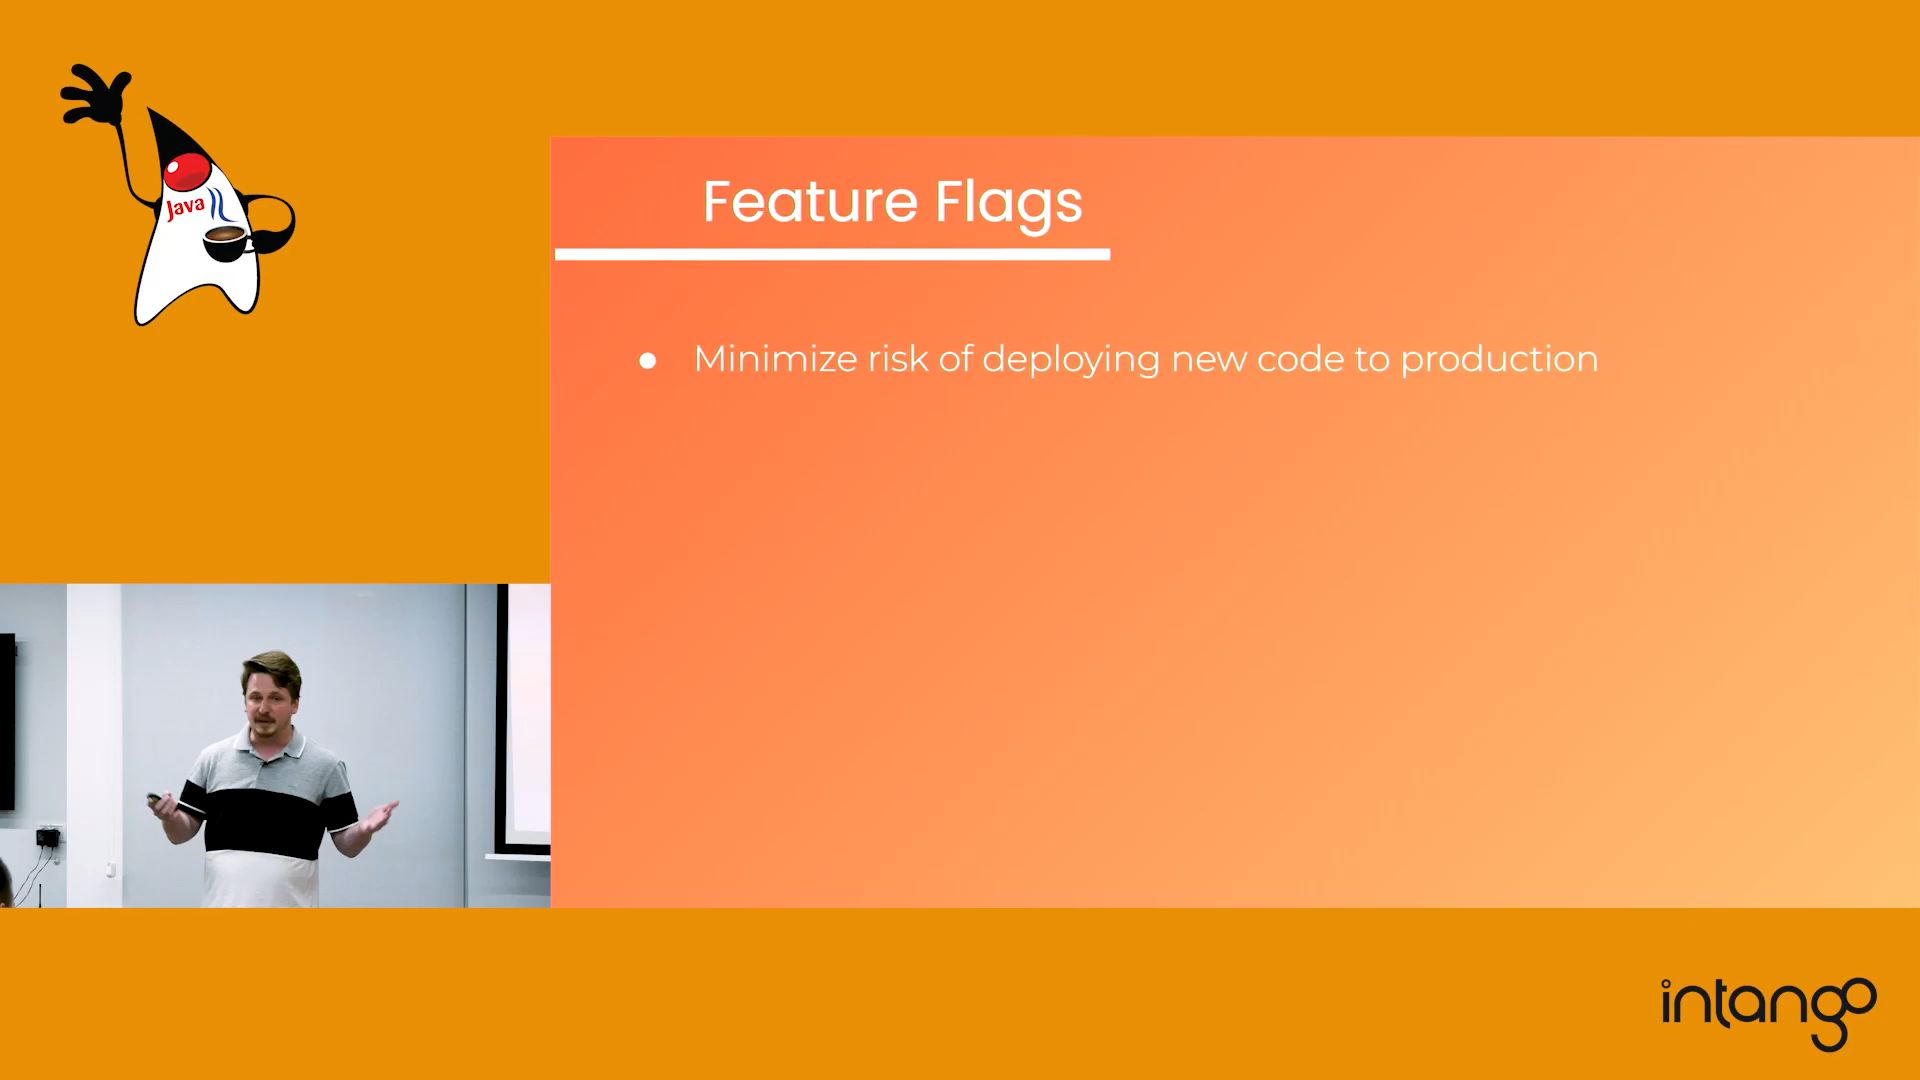 Java
Feature Flags
● Minimize risk of deploying new code to production
intango